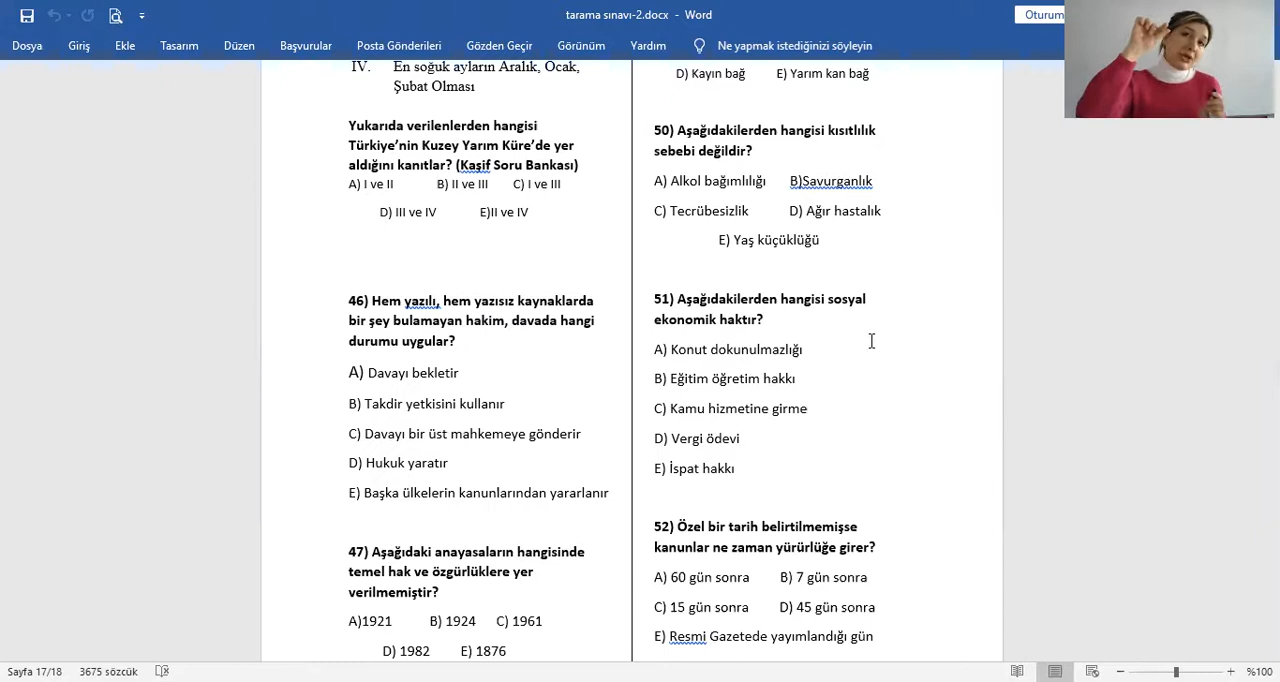 tarama sınavı-2.docx - Word
Oturum
Dosya Giriş Ekle Tasarım Düzen Başvurular Posta Gönderileri Gözden Geçir Görünüm Yardım Ne yapmak istediğinizi söyleyin
IV. En soğuk ayların Aralık, Ocak,
Şubat Olması
Yukarıda verilenlerden hangisi
Türkiye’nin Kuzey Yarım Küre’de yer
aldığını kanıtlar? (Kaşif Soru Bankası)
A) I ve II B) II ve III C) I ve III
D) III ve IV E)II ve IV
46) Hem yazılı, hem yazısız kaynaklarda
bir şey bulamayan hakim, davada hangi
durumu uygular?
A) Davayı bekletir
B) Takdir yetkisini kullanır
C) Davayı bir üst mahkemeye gönderir
D) Hukuk yaratır
E) Başka ülkelerin kanunlarından yararlanır
47) Aşağıdaki anayasaların hangisinde
temel hak ve özgürlüklere yer
verilmemiştir?
A)1921 B) 1924 C) 1961
D) 1982 E) 1876
D) Kayın bağ E) Yarım kan bağ
50) Aşağıdakilerden hangisi kısıtlılık
sebebi değildir?
A) Alkol bağımlılığı B)Savurganlık
C) Tecrübesizlik D) Ağır hastalık
E) Yaş küçüklüğü
51) Aşağıdakilerden hangisi sosyal
ekonomik haktır?
A) Konut dokunulmazlığı
B) Eğitim öğretim hakkı
C) Kamu hizmetine girme
D) Vergi ödevi
E) İspat hakkı
52) Özel bir tarih belirtilmemişse
kanunlar ne zaman yürürlüğe girer?
A) 60 gün sonra B) 7 gün sonra
C) 15 gün sonra D) 45 gün sonra
E) Resmi Gazetede yayımlandığı gün
Sayfa 17/18 3675 sözcük %100